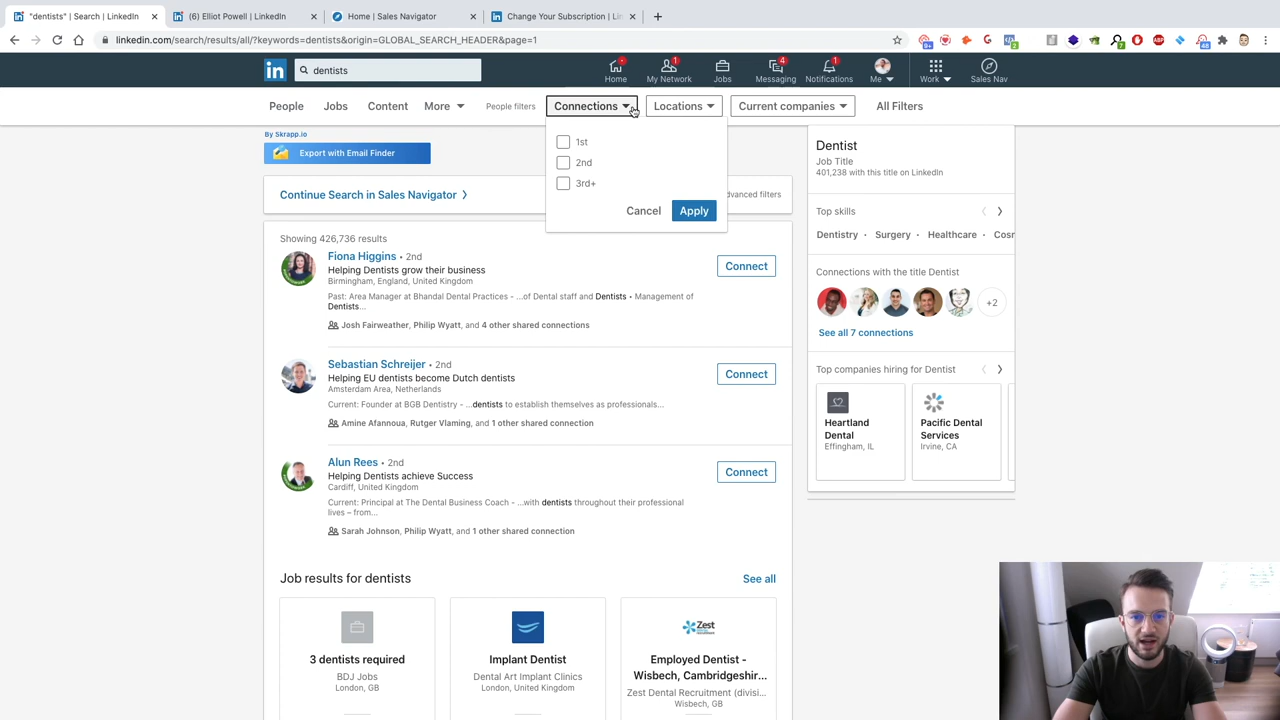 "dentists" | Search | LinkedIn
(6) Elliot Powell | LinkedIn
Home | Sales Navigator
Change Your Subscription | Lin
linkedin.com/search/results/all/?keywords=dentists&origin=GLOBAL_SEARCH_HEADER&page=1
dentists
Home
My Network
Jobs
Messaging
Notifications
Me
Work
Sales Nav
1
4
1
People
Jobs
Content
More
People filters
Connections
Locations
Current companies
All Filters
1st
2nd
3rd+
Cancel
Apply
By Skrapp.io
Export with Email Finder
Continue Search in Sales Navigator
dvanced filters
Showing 426,736 results
Fiona Higgins • 2nd
Helping Dentists grow their business
Birmingham, England, United Kingdom
Past: Area Manager at Bhandal Dental Practices - ...of Dental staff and Dentists • Management of
Dentists...
Josh Fairweather, Philip Wyatt, and 4 other shared connections
Connect
Sebastian Schreijer • 2nd
Helping EU dentists become Dutch dentists
Amsterdam Area, Netherlands
Current: Founder at BGB Dentistry - ...dentists to establish themselves as professionals...
Amine Afannoua, Rutger Vlaming, and 1 other shared connection
Connect
Alun Rees • 2nd
Helping Dentists achieve Success
Cardiff, United Kingdom
Current: Principal at The Dental Business Coach - ...with dentists throughout their professional
lives – from...
Sarah Johnson, Philip Wyatt, and 1 other shared connection
Connect
Job results for dentists
See all
3 dentists required
BDJ Jobs
London, GB
Implant Dentist
Dental Art Implant Clinics
London, United Kingdom
Zest
Employed Dentist -
Wisbech, Cambridgeshir...
Zest Dental Recruitment (divisi...
Wisbech, GB
Dentist
Job Title
401,238 with this title on LinkedIn
Top skills
Dentistry · Surgery · Healthcare · Cosr
Connections with the title Dentist
+2
See all 7 connections
Top companies hiring for Dentist
Heartland
Dental
Effingham, IL
Pacific Dental
Services
Irvine, CA